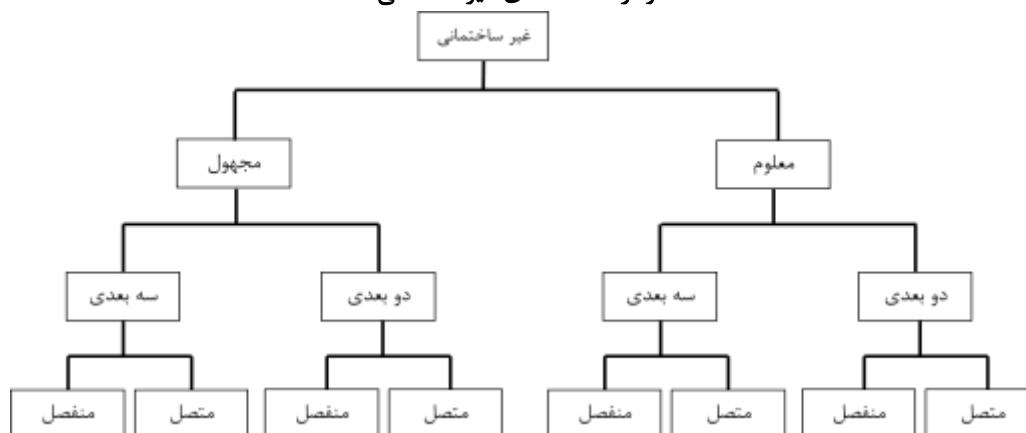 غیر ساختمانی
معلوم
مجهول
دو بعدی
سه بعدی
دو بعدی
سه بعدی
متصل
منفصل
متصل
منفصل
متصل
منفصل
متصل
منفصل